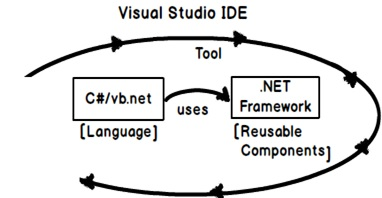 Visual Studio IDE
Tool
C#/vb.net
uses
.NET
Framework
[Language]
[Reusable
Components]